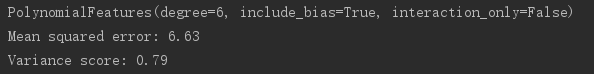 PolynomialFeatures(degree=6, include_bias=True, interaction_only=False)
Mean squared error: 6.63
Variance score: 0.79